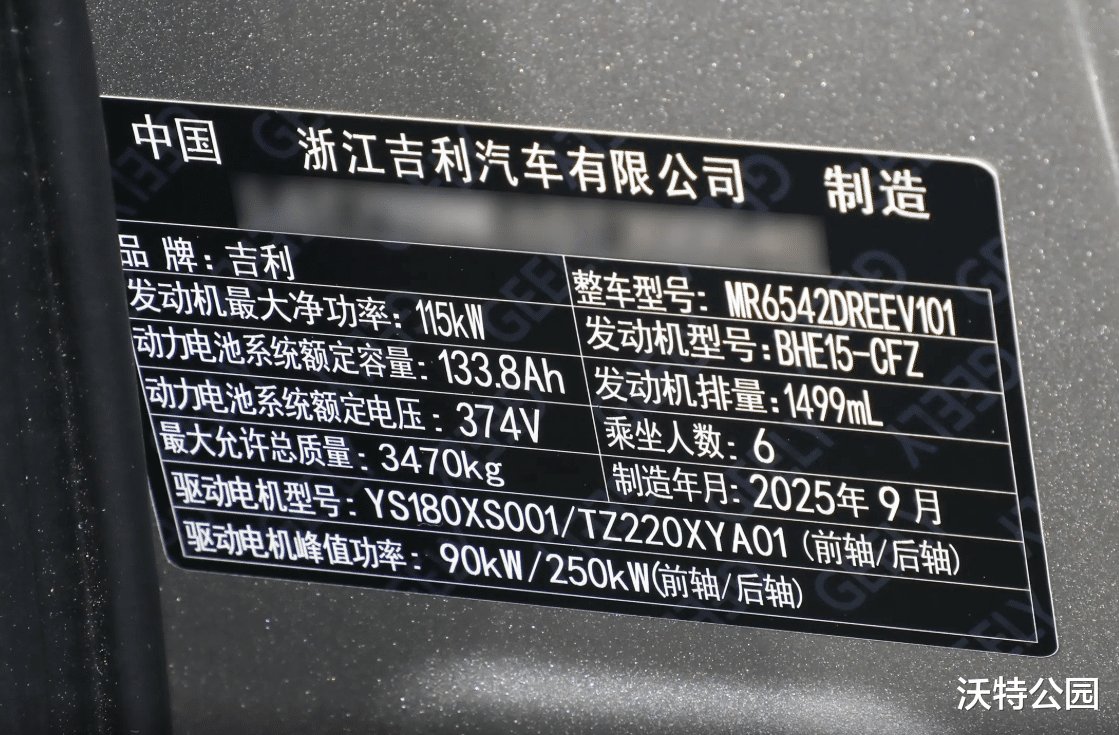 中国 浙江吉利汽车有限公司 制造
品 牌：吉利 整车型号：MR6542DREEV101
发动机最大净功率：115kW 发动机型号：BHE15-CFZ
动力电池系统额定容量：133.8Ah 发动机排量：1499mL
动力电池系统额定电压：374V 乘坐人数：6
最大允许总质量：3470kg 制造年月：2025年 9 月
驱动电机型号：YS180XS001/TZ220XYA01 (前轴/后轴)
驱动电机峰值功率：90kW/250kW(前轴/后轴)
沃特公园